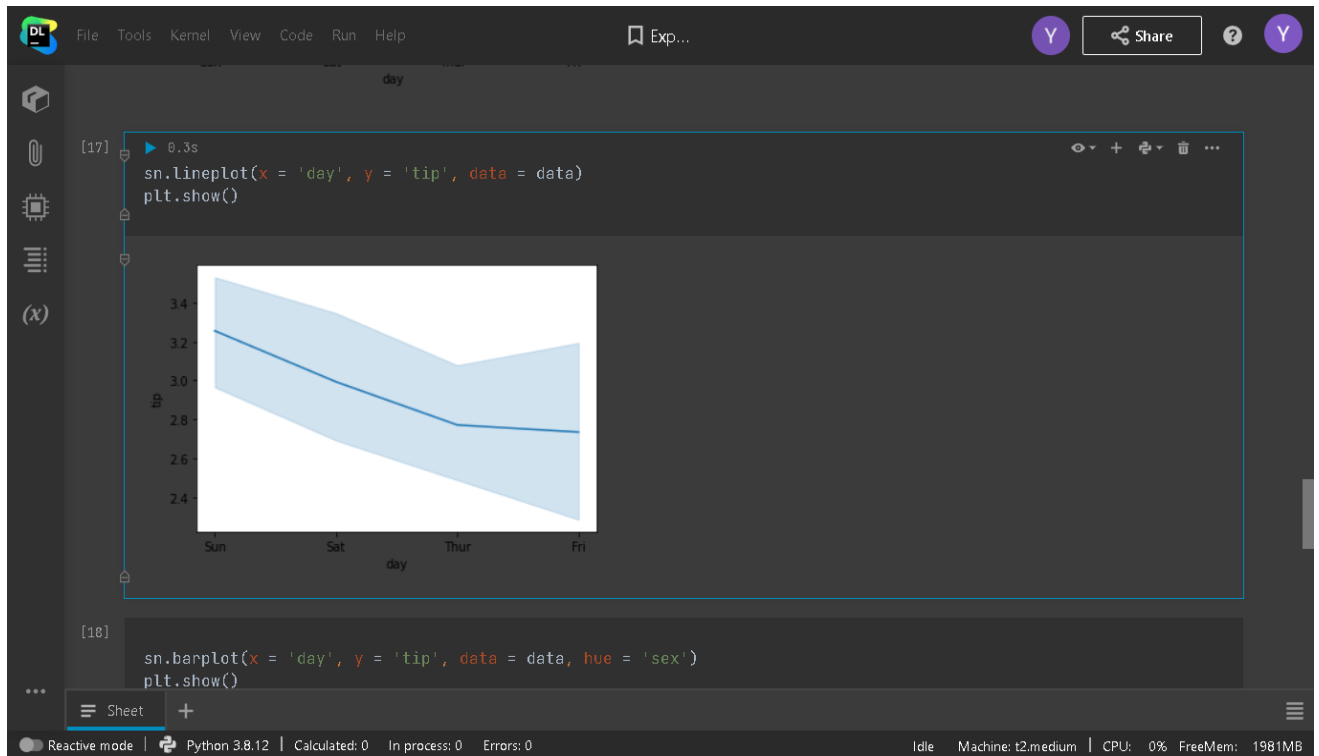 DL
File Tools Kernel View Code Run Help
Exp...
Y
Share
?
Y
day
[17]
0.3s
sn.lineplot(x = 'day', y = 'tip', data = data)
plt.show()
(x)
3.4
3.2
3.0
2.8
2.6
2.4
tip
Sun Sat Thur Fri
day
[18]
sn.barplot(x = 'day', y = 'tip', data = data, hue = 'sex')
plt.show()
Sheet
Reactive mode | Python 3.8.12 | Calculated: 0 In process: 0 Errors: 0
Idle Machine: t2.medium | CPU: 0% FreeMem: 1981MB